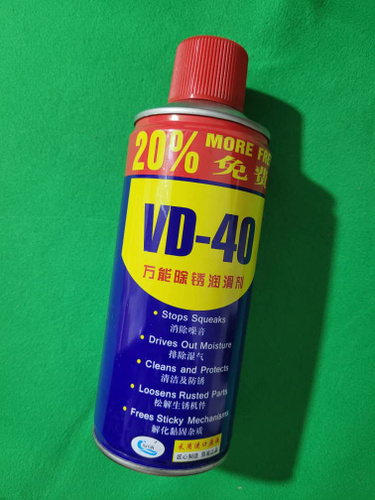 20% MORE FREE
免费
VD-40
万能除锈润滑剂
• Stops Squeaks
消除噪音
• Drives Out Moisture
排除湿气
• Cleans and Protects
清洁及防锈
• Loosens Rusted Parts
松解生锈机件
• Frees Sticky Mechanisms
解化黏固杂质